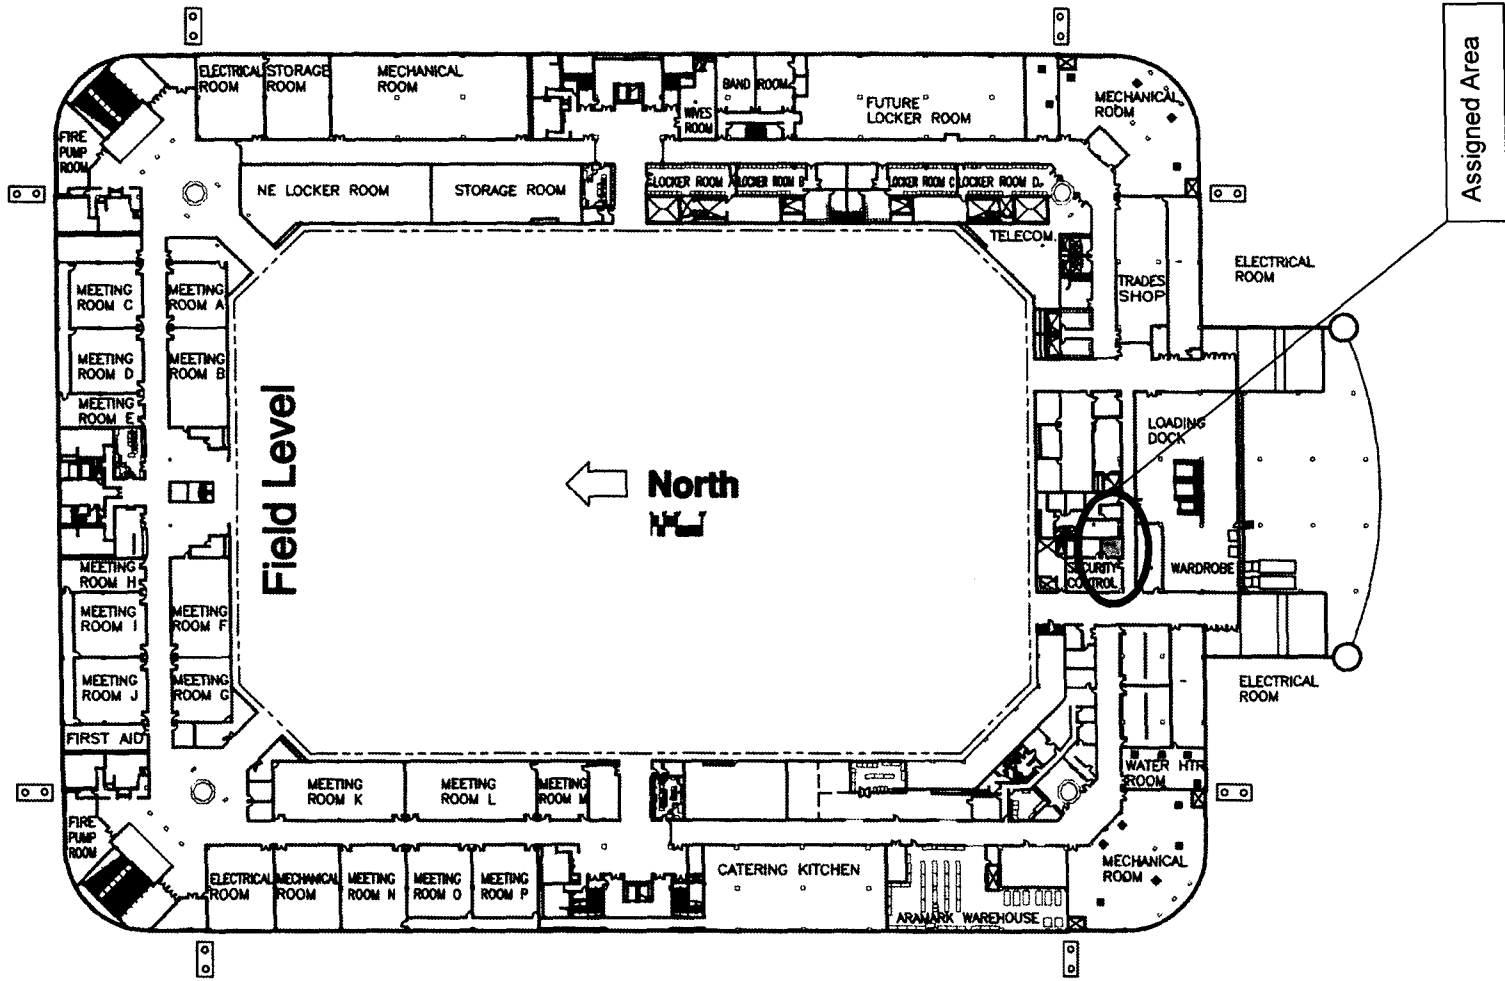 ELECTRICAL
ROOM
STORAGE
ROOM
MECHANICAL
ROOM
WIVES
ROOM
BAND ROOM
FUTURE
LOCKER ROOM
MECHANICAL
ROOM
Assigned Area
FIRE
PUMP
ROOM
NE LOCKER ROOM
STORAGE ROOM
LOCKER ROOM A
LOCKER ROOM B
LOCKER ROOM C
LOCKER ROOM D
TELECOM.
MEETING
ROOM C
MEETING
ROOM A
TRADES
SHOP
ELECTRICAL
ROOM
MEETING
ROOM D
MEETING
ROOM B
MEETING
ROOM E
LOADING
DOCK
Field Level
North
MEETING
ROOM H
SECURITY
CONTROL
WARDROBE
MEETING
ROOM I
MEETING
ROOM F
MEETING
ROOM J
MEETING
ROOM G
ELECTRICAL
ROOM
FIRST AID
WATER HTR
ROOM
MEETING
ROOM K
MEETING
ROOM L
MEETING
ROOM M
FIRE
PUMP
ROOM
ELECTRICAL
ROOM
MECHANICAL
ROOM
MEETING
ROOM N
MEETING
ROOM O
MEETING
ROOM P
CATERING KITCHEN
ARAMARK WAREHOUSE
MECHANICAL
ROOM